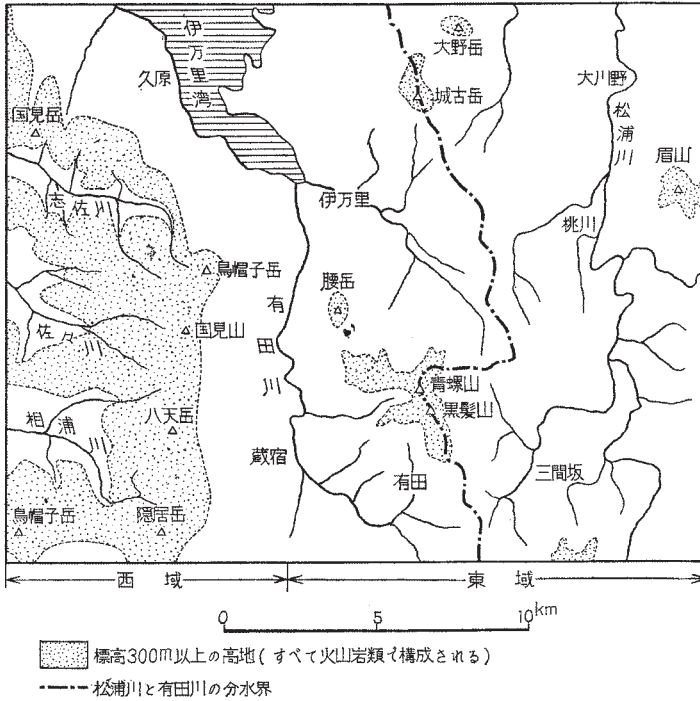 伊万里湾
大野岳
久原
城古岳
大川野
国見岳
松浦川
眉山
志佐川
伊万里
桃川
烏帽子岳
腰岳
有田川
国見山
佐々川
青螺山
黒髪山
八天岳
相浦川
蔵宿
有田
三間坂
烏帽子岳
隠居岳
西域
東域
0 5 10km
標高300m以上の高地(すべて火山岩類で構成される)
松浦川と有田川の分水界